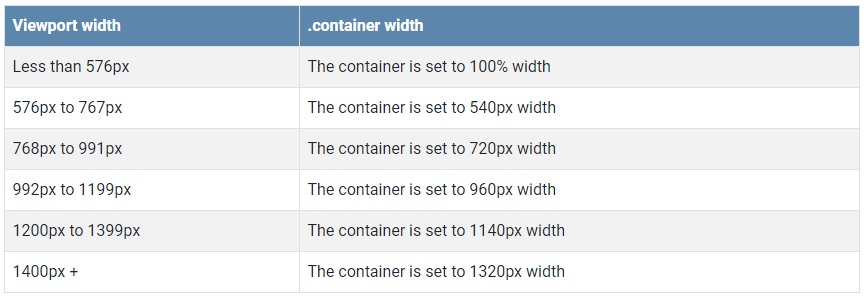 Viewport width .container width
Less than 576px The container is set to 100% width
576px to 767px The container is set to 540px width
768px to 991px The container is set to 720px width
992px to 1199px The container is set to 960px width
1200px to 1399px The container is set to 1140px width
1400px + The container is set to 1320px width